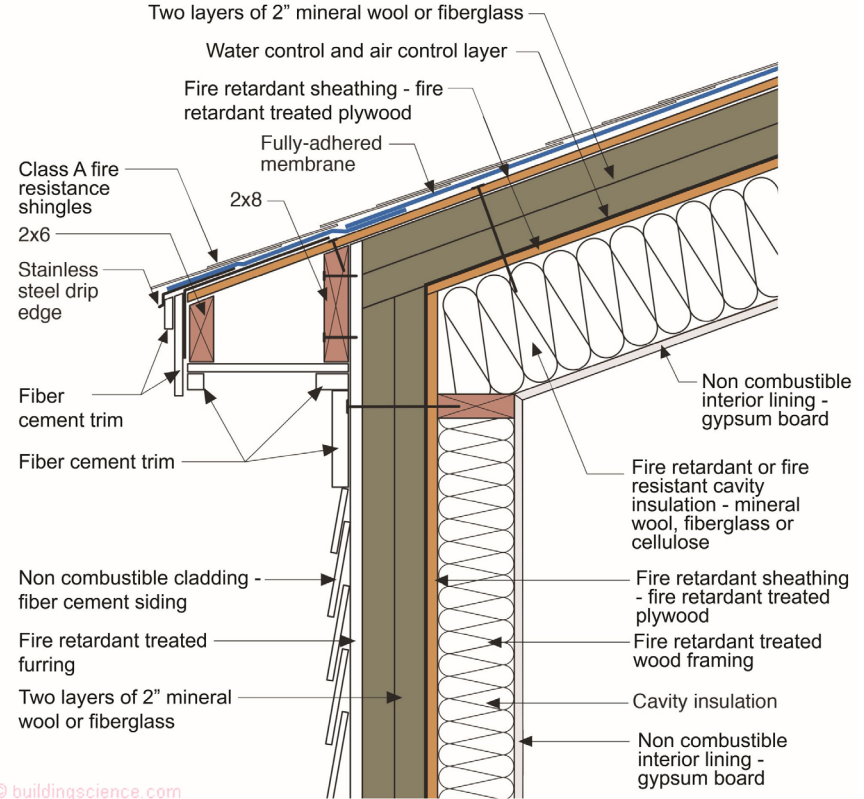 Two layers of 2” mineral wool or fiberglass
Water control and air control layer
Fire retardant sheathing - fire
retardant treated plywood
Fully-adhered
membrane
Class A fire
resistance
shingles
2x8
2x6
Stainless
steel drip
edge
Fiber
cement trim
Fiber cement trim
Non combustible cladding -
fiber cement siding
Fire retardant treated
furring
Two layers of 2” mineral
wool or fiberglass
Non combustible
interior lining -
gypsum board
Fire retardant or fire
resistant cavity
insulation - mineral
wool, fiberglass or
cellulose
Fire retardant sheathing
- fire retardant treated
plywood
Fire retardant treated
wood framing
Cavity insulation
Non combustible
interior lining -
gypsum board
© buildingscience.com